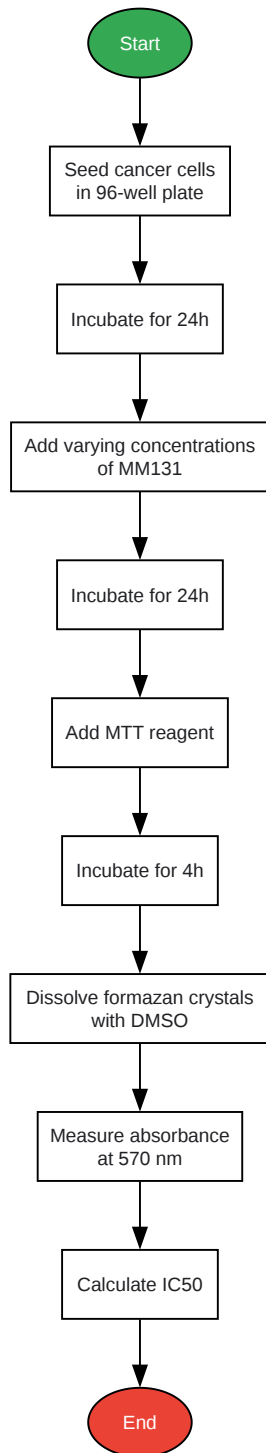 Start
Seed cancer cells
in 96-well plate
Incubate for 24h
Add varying concentrations
of MM131
Incubate for 24h
Add MTT reagent
Incubate for 4h
Dissolve formazan crystals
with DMSO
Measure absorbance
at 570 nm
Calculate IC50
End